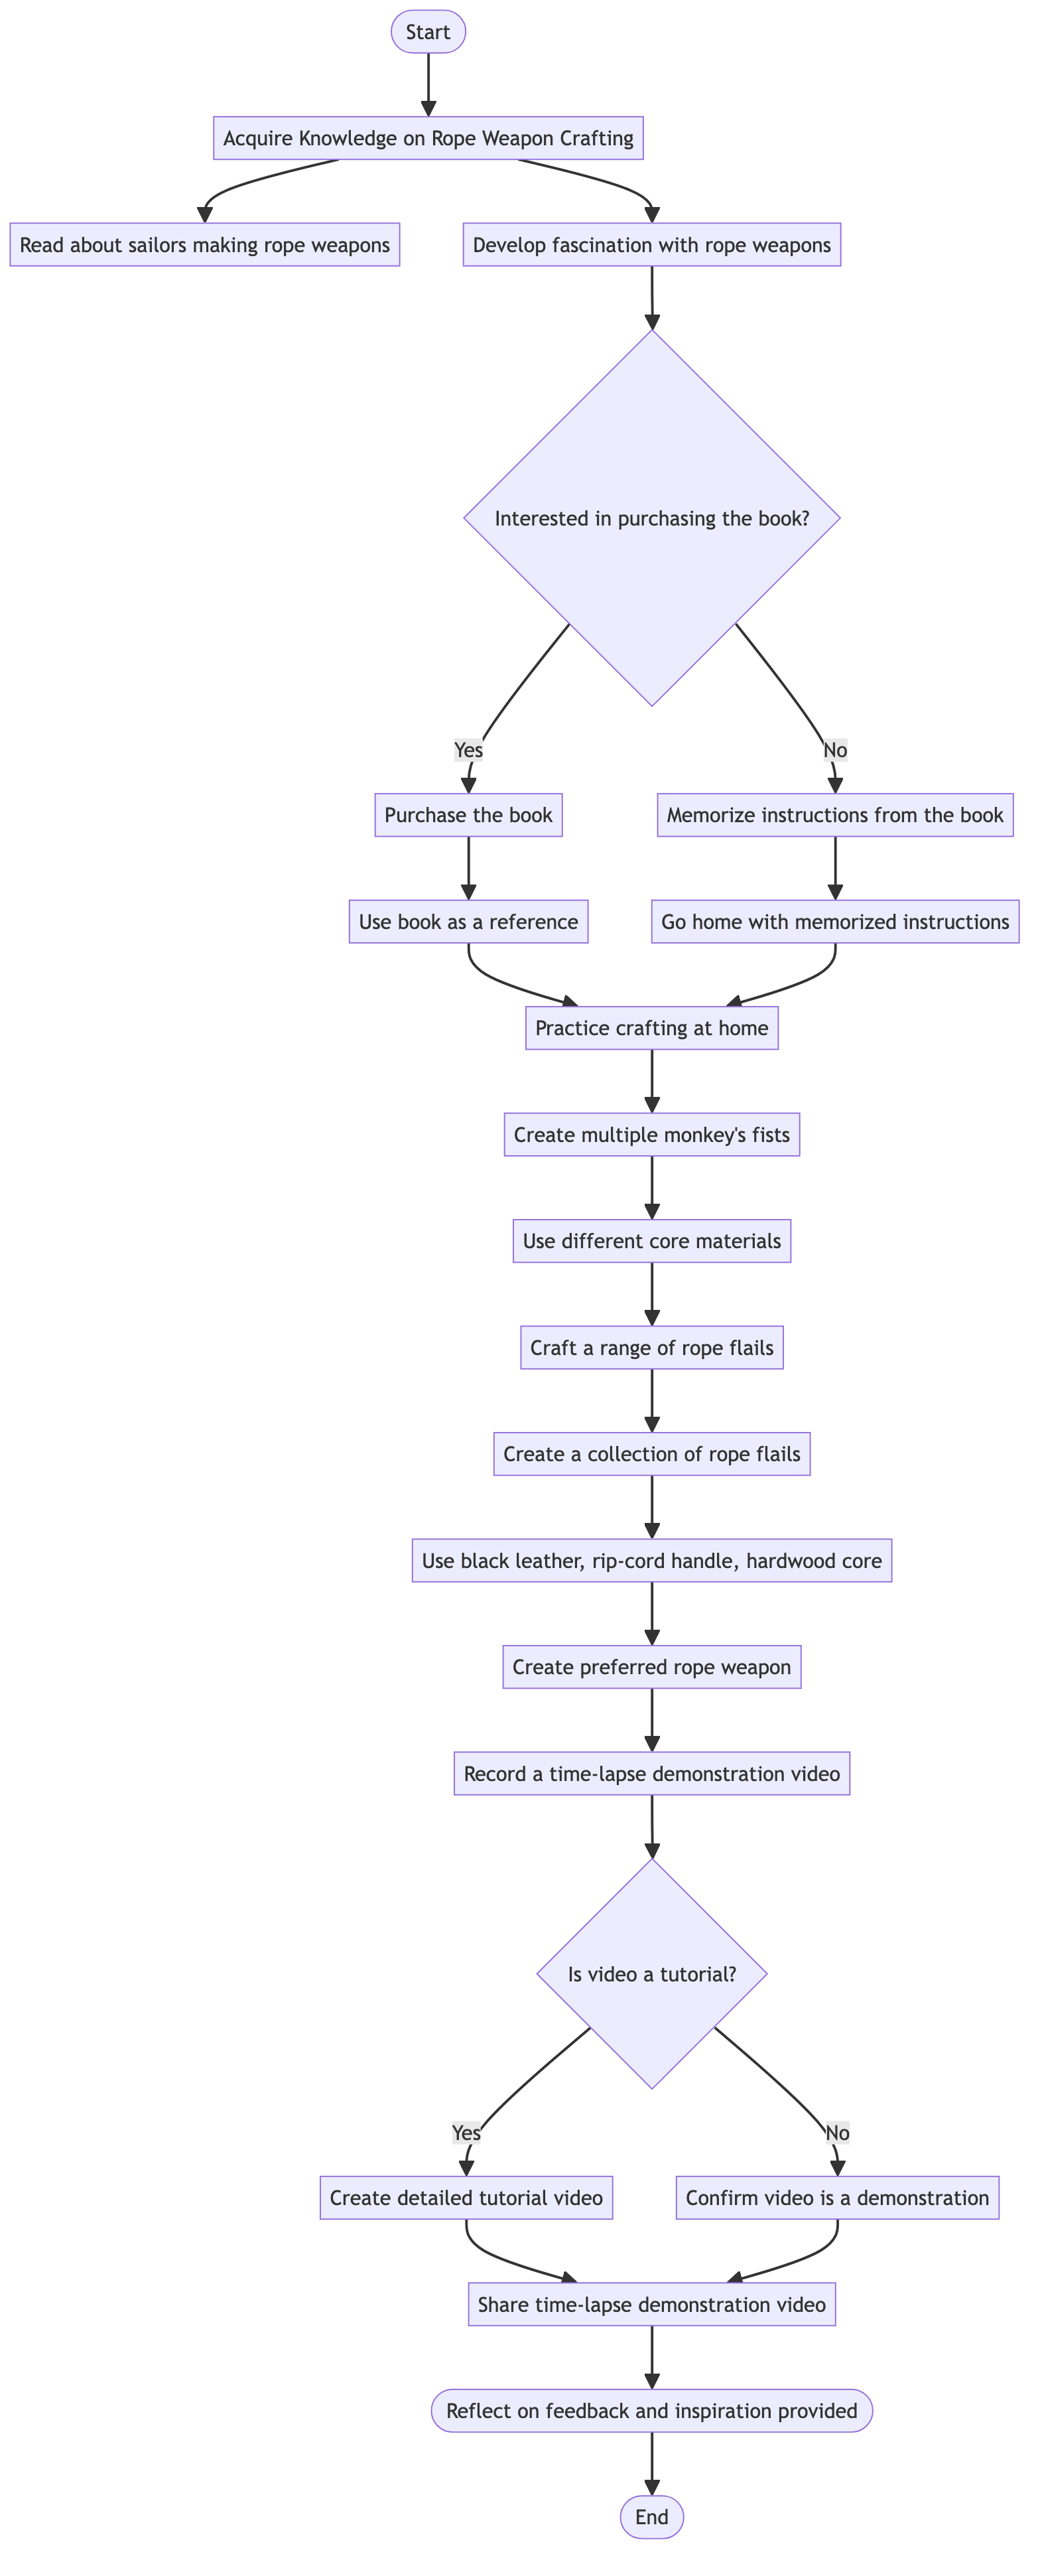 Start
Acquire Knowledge on Rope Weapon Crafting
Read about sailors making rope weapons
Develop fascination with rope weapons
Interested in purchasing the book?
Yes
No
Purchase the book
Memorize instructions from the book
Use book as a reference
Go home with memorized instructions
Practice crafting at home
Create multiple monkey's fists
Use different core materials
Craft a range of rope flails
Create a collection of rope flails
Use black leather, rip-cord handle, hardwood core
Create preferred rope weapon
Record a time-lapse demonstration video
Is video a tutorial?
Yes
No
Create detailed tutorial video
Confirm video is a demonstration
Share time-lapse demonstration video
Reflect on feedback and inspiration provided
End